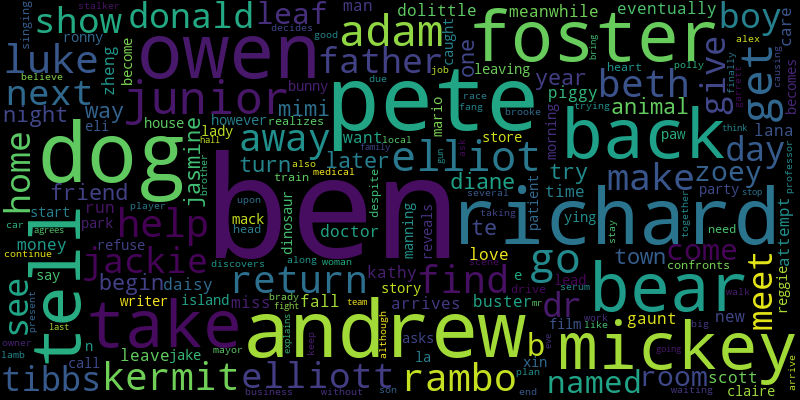 stalker singing ronny show donald leaf man dolittle meanwhile eventually boy
decides good
believe luke become zheng owen father adam one caught leaving foster year beth give get care alex polly becomes
due job bring
next junior bunny mimi mario piggy heart finally causing
night way however realizes race fang brooke trying animal garrett
eli house lady want store morning paw lana day think
home dog jasmine away local pete back professor
brother hall also turn later elliot try make zoey
friend train medical despite diane time party stop
start upon mack patient ying
run help player several
park doctor dinosaur manning reveals te town together
car agrees refuse head ben richard attempt
see tell money jackie return along find love go come need
continue begin daisy discovers kathy taking e dr stay confronts meet reggie
say island story buster lead room walk
writer miss brady fall arrives drive mr serum bear
last present take fight team andrew asks film work like big new
n leave jake explains although b la gaunt mickey
owner call keep xin scott going
tibbs mayor kermit elliott rambo named claire waiting
lamb business without son end plan eve arrive